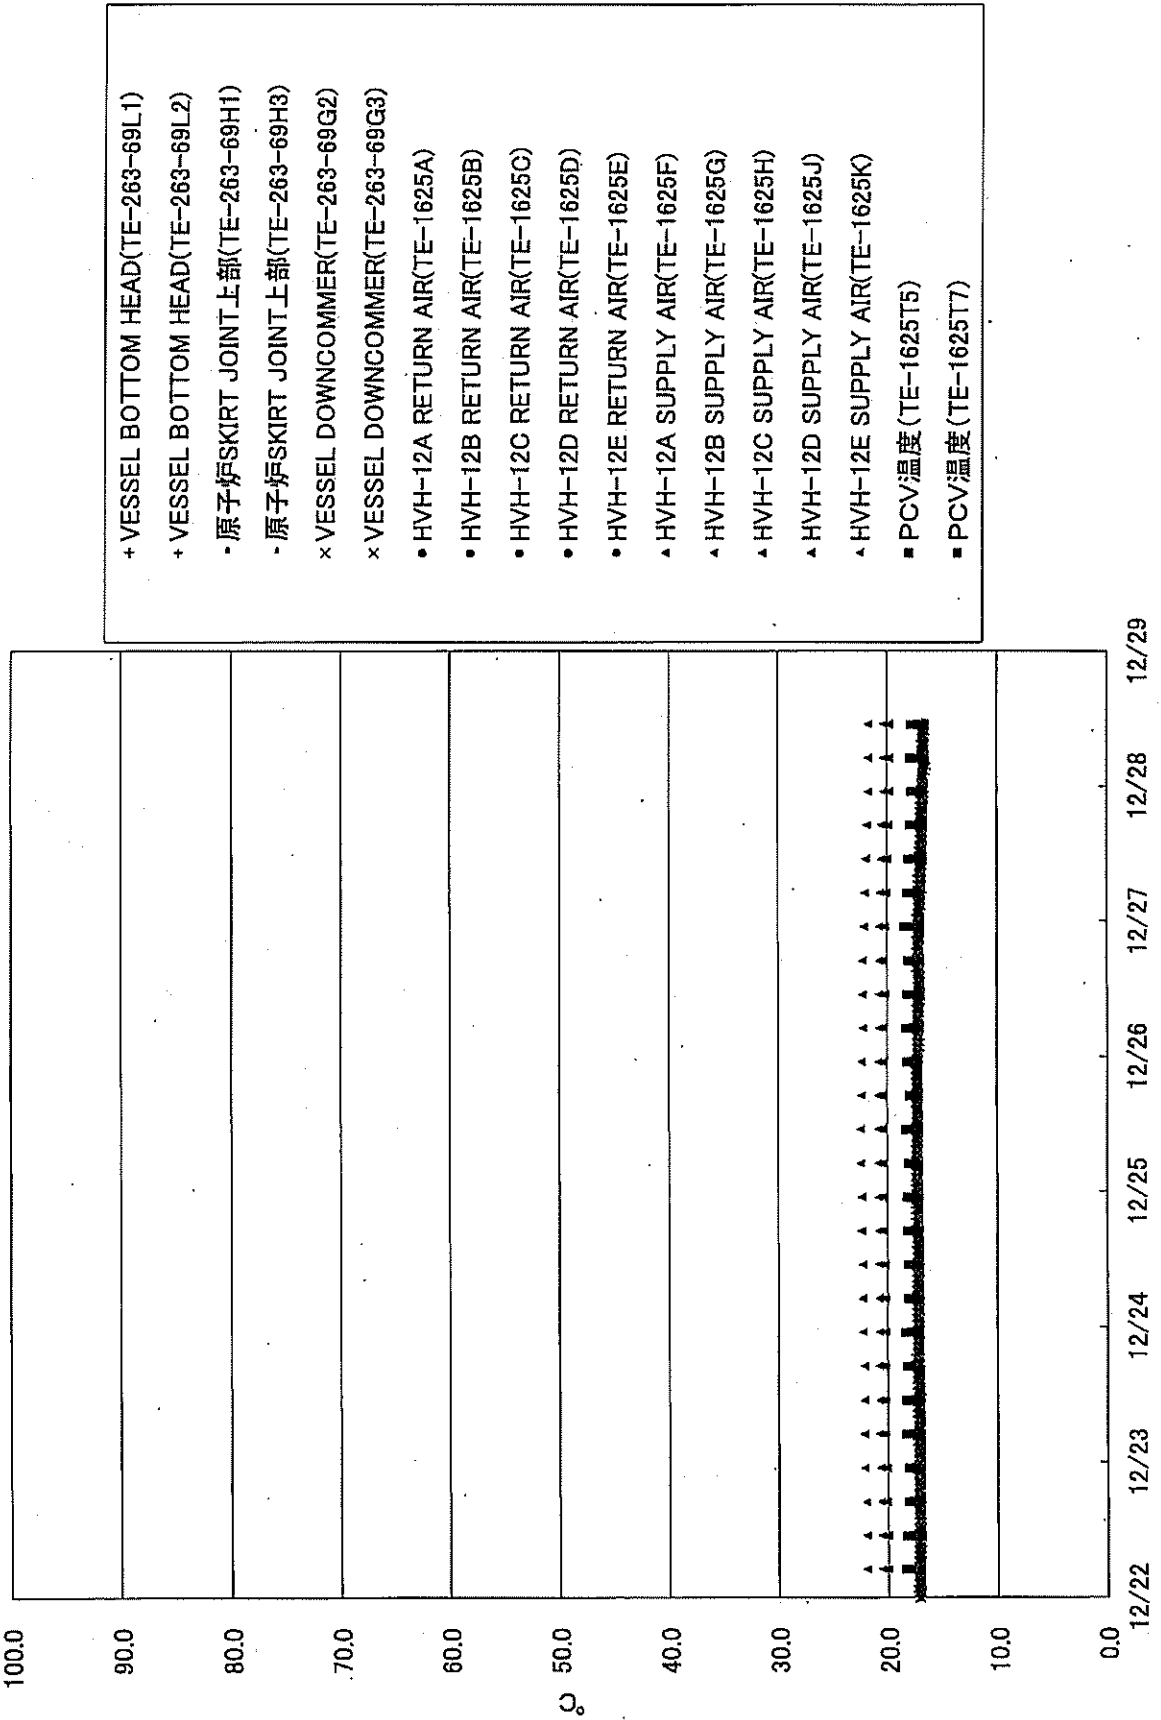 100.0
90.0
80.0
70.0
60.0
50.0
40.0
30.0
20.0
10.0
0.0
℃
12/22
12/23
12/24
12/25
12/26
12/27
12/28
12/29
+ VESSEL BOTTOM HEAD(TE-263-69L1)
+ VESSEL BOTTOM HEAD(TE-263-69L2)
- 原子炉SKIRT JOINT上部(TE-263-69H1)
- 原子炉SKIRT JOINT上部(TE-263-69H3)
× VESSEL DOWNCOMMER(TE-263-69G2)
× VESSEL DOWNCOMMER(TE-263-69G3)
● HVH-12A RETURN AIR(TE-1625A)
● HVH-12B RETURN AIR(TE-1625B)
● HVH-12C RETURN AIR(TE-1625C)
● HVH-12D RETURN AIR(TE-1625D)
● HVH-12E RETURN AIR(TE-1625E)
▲ HVH-12A SUPPLY AIR(TE-1625F)
▲ HVH-12B SUPPLY AIR(TE-1625G)
▲ HVH-12C SUPPLY AIR(TE-1625H)
▲ HVH-12D SUPPLY AIR(TE-1625J)
▲ HVH-12E SUPPLY AIR(TE-1625K)
■ PCV温度(TE-1625T5)
■ PCV温度(TE-1625T7)